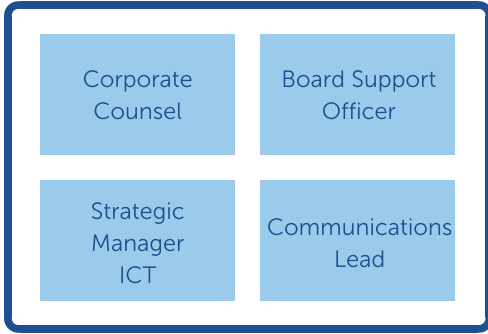 Corporate
Counsel
Board Support
Officer
Strategic
Manager
ICT
Communications
Lead